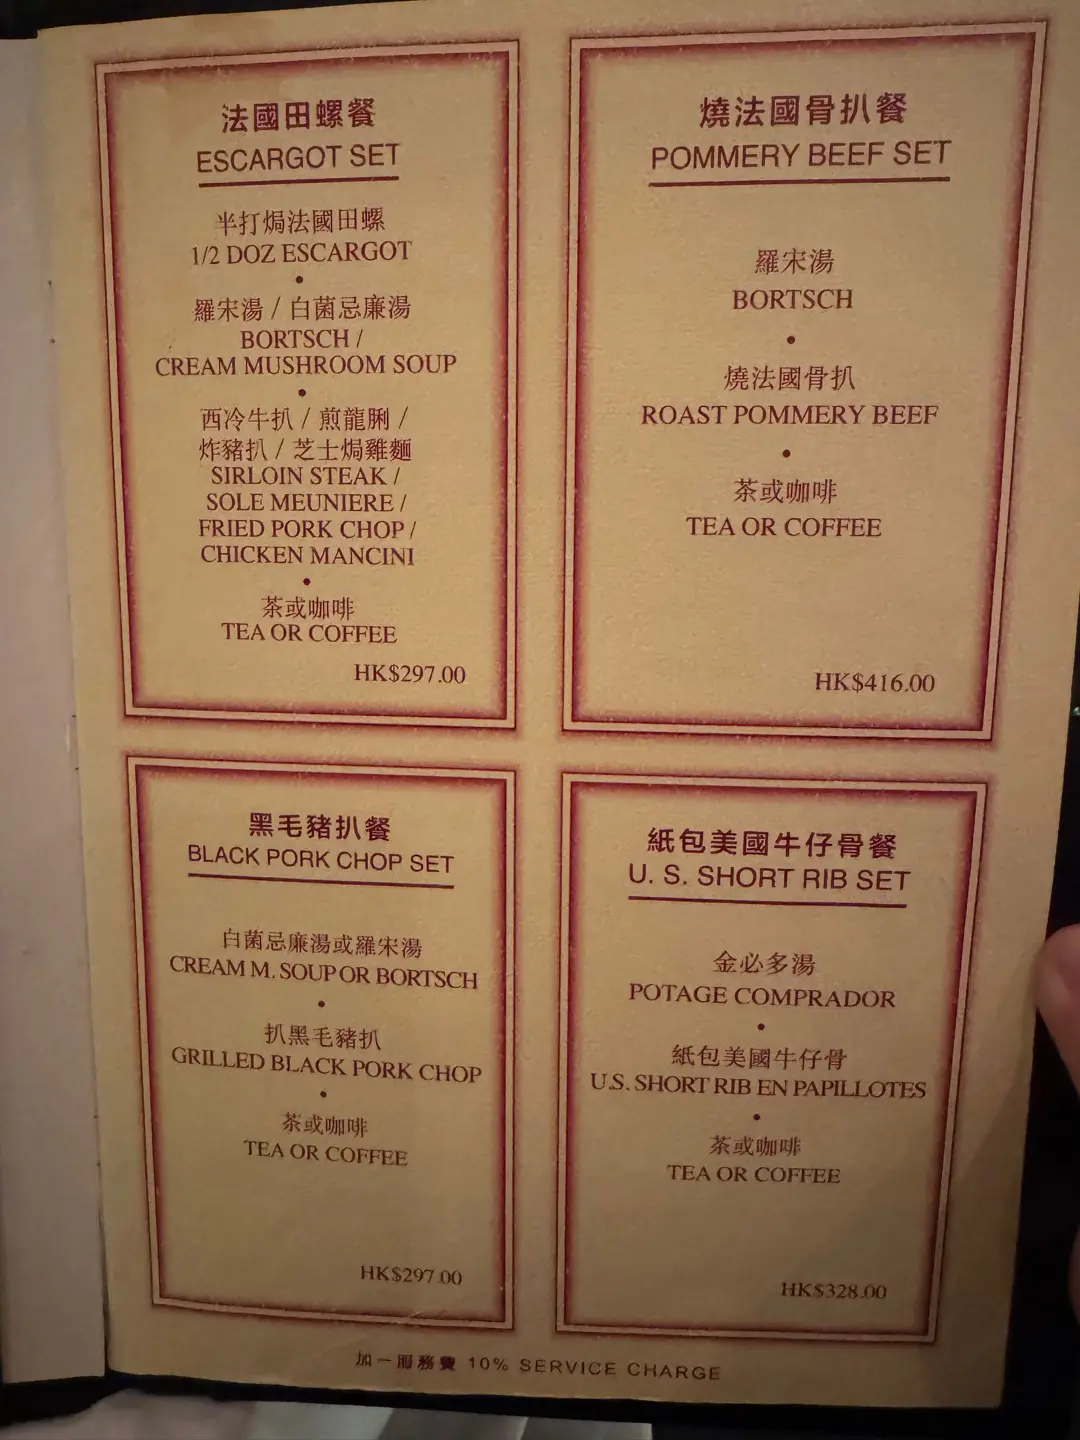 法國田螺餐
ESCARGOT SET
半打焗法國田螺
1/2 DOZ ESCARGOT
•
羅宋湯 / 白菌忌廉湯
BORTSCH /
CREAM MUSHROOM SOUP
•
西冷牛扒 / 煎龍脷 /
炸豬扒 / 芝士焗雞麵
SIRLOIN STEAK /
SOLE MEUNIERE /
FRIED PORK CHOP /
CHICKEN MANCINI
•
茶或咖啡
TEA OR COFFEE
HK$297.00
燒法國骨扒餐
POMMERY BEEF SET
羅宋湯
BORTSCH
•
燒法國骨扒
ROAST POMMERY BEEF
•
茶或咖啡
TEA OR COFFEE
HK$416.00
黑毛豬扒餐
BLACK PORK CHOP SET
白菌忌廉湯或羅宋湯
CREAM M. SOUP OR BORTSCH
•
扒黑毛豬扒
GRILLED BLACK PORK CHOP
•
茶或咖啡
TEA OR COFFEE
HK$297.00
紙包美國牛仔骨餐
U. S. SHORT RIB SET
金必多湯
POTAGE COMPRADOR
•
紙包美國牛仔骨
U.S. SHORT RIB EN PAPILLOTES
•
茶或咖啡
TEA OR COFFEE
HK$328.00
加一服務費 10% SERVICE CHARGE